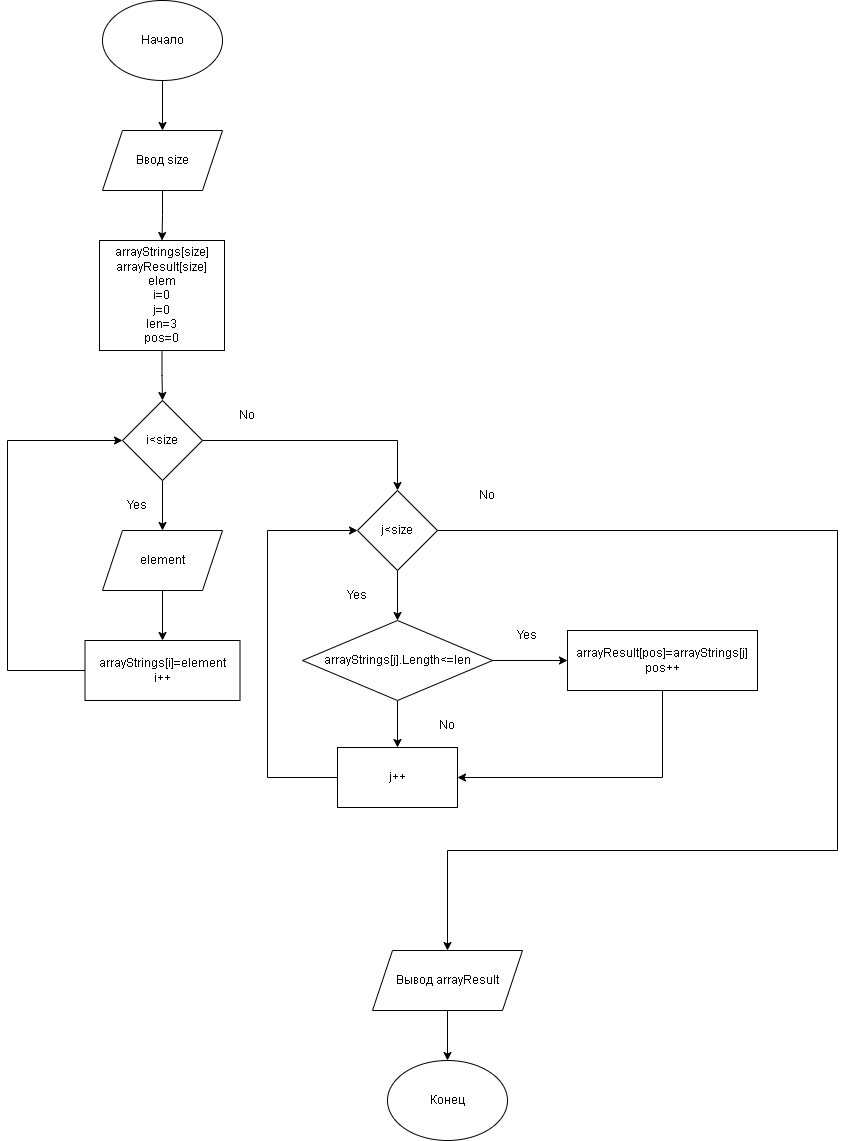 Начало
Ввод size
arrayStrings[size]
arrayResult[size]
elem
i=0
j=0
len=3
pos=0
i<size
No
Yes
element
arrayStrings[i]=element
i++
j<size
No
Yes
arrayStrings[j].Length<=len
Yes
arrayResult[pos]=arrayStrings[j]
pos++
No
j++
Вывод arrayResult
Конец